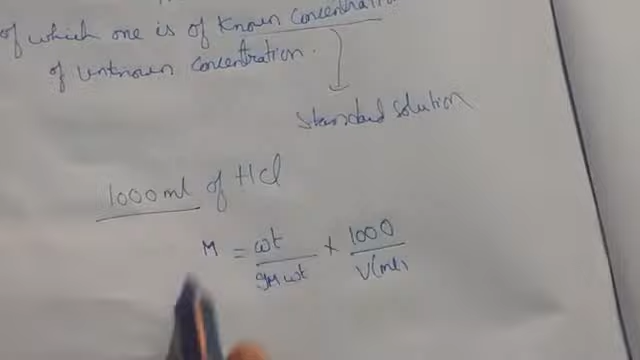 of which one is of known concentration
of unknown concentration.
standard solution
1000ml of HCl
M = wt / gM wt × 1000 / V(ml)